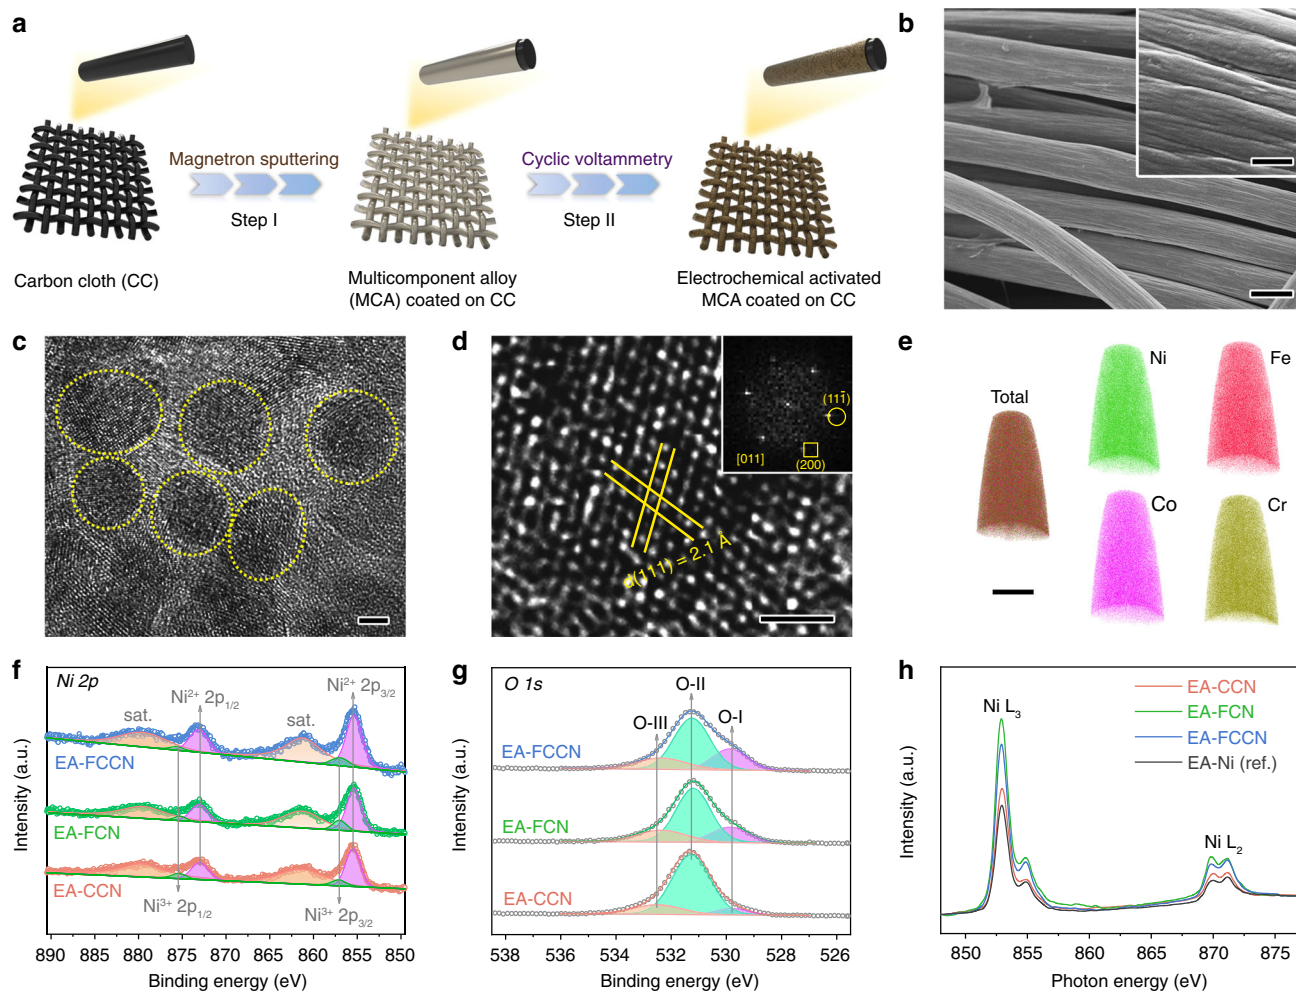 a
Magnetron sputtering
Step I
Cyclic voltammetry
Step II
Carbon cloth (CC)
Multicomponent alloy
(MCA) coated on CC
Electrochemical activated
MCA coated on CC
b
c
d
(111̄)
[011]
(200)
d(111) = 2.1 Å
e
Total
Ni
Fe
Co
Cr
f
Ni 2p
Ni²⁺ 2p₁/₂
Ni²⁺ 2p₃/₂
sat.
sat.
EA-FCCN
EA-FCN
EA-CCN
Ni³⁺ 2p₁/₂
Ni³⁺ 2p₃/₂
Intensity (a.u.)
890 885 880 875 870 865 860 855 850
Binding energy (eV)
g
O 1s
O-II
O-III
O-I
EA-FCCN
EA-FCN
EA-CCN
Intensity (a.u.)
538 536 534 532 530 528 526
Binding energy (eV)
h
EA-CCN
EA-FCN
EA-FCCN
EA-Ni (ref.)
Ni L₃
Ni L₂
Intensity (a.u.)
850 855 860 865 870 875
Photon energy (eV)